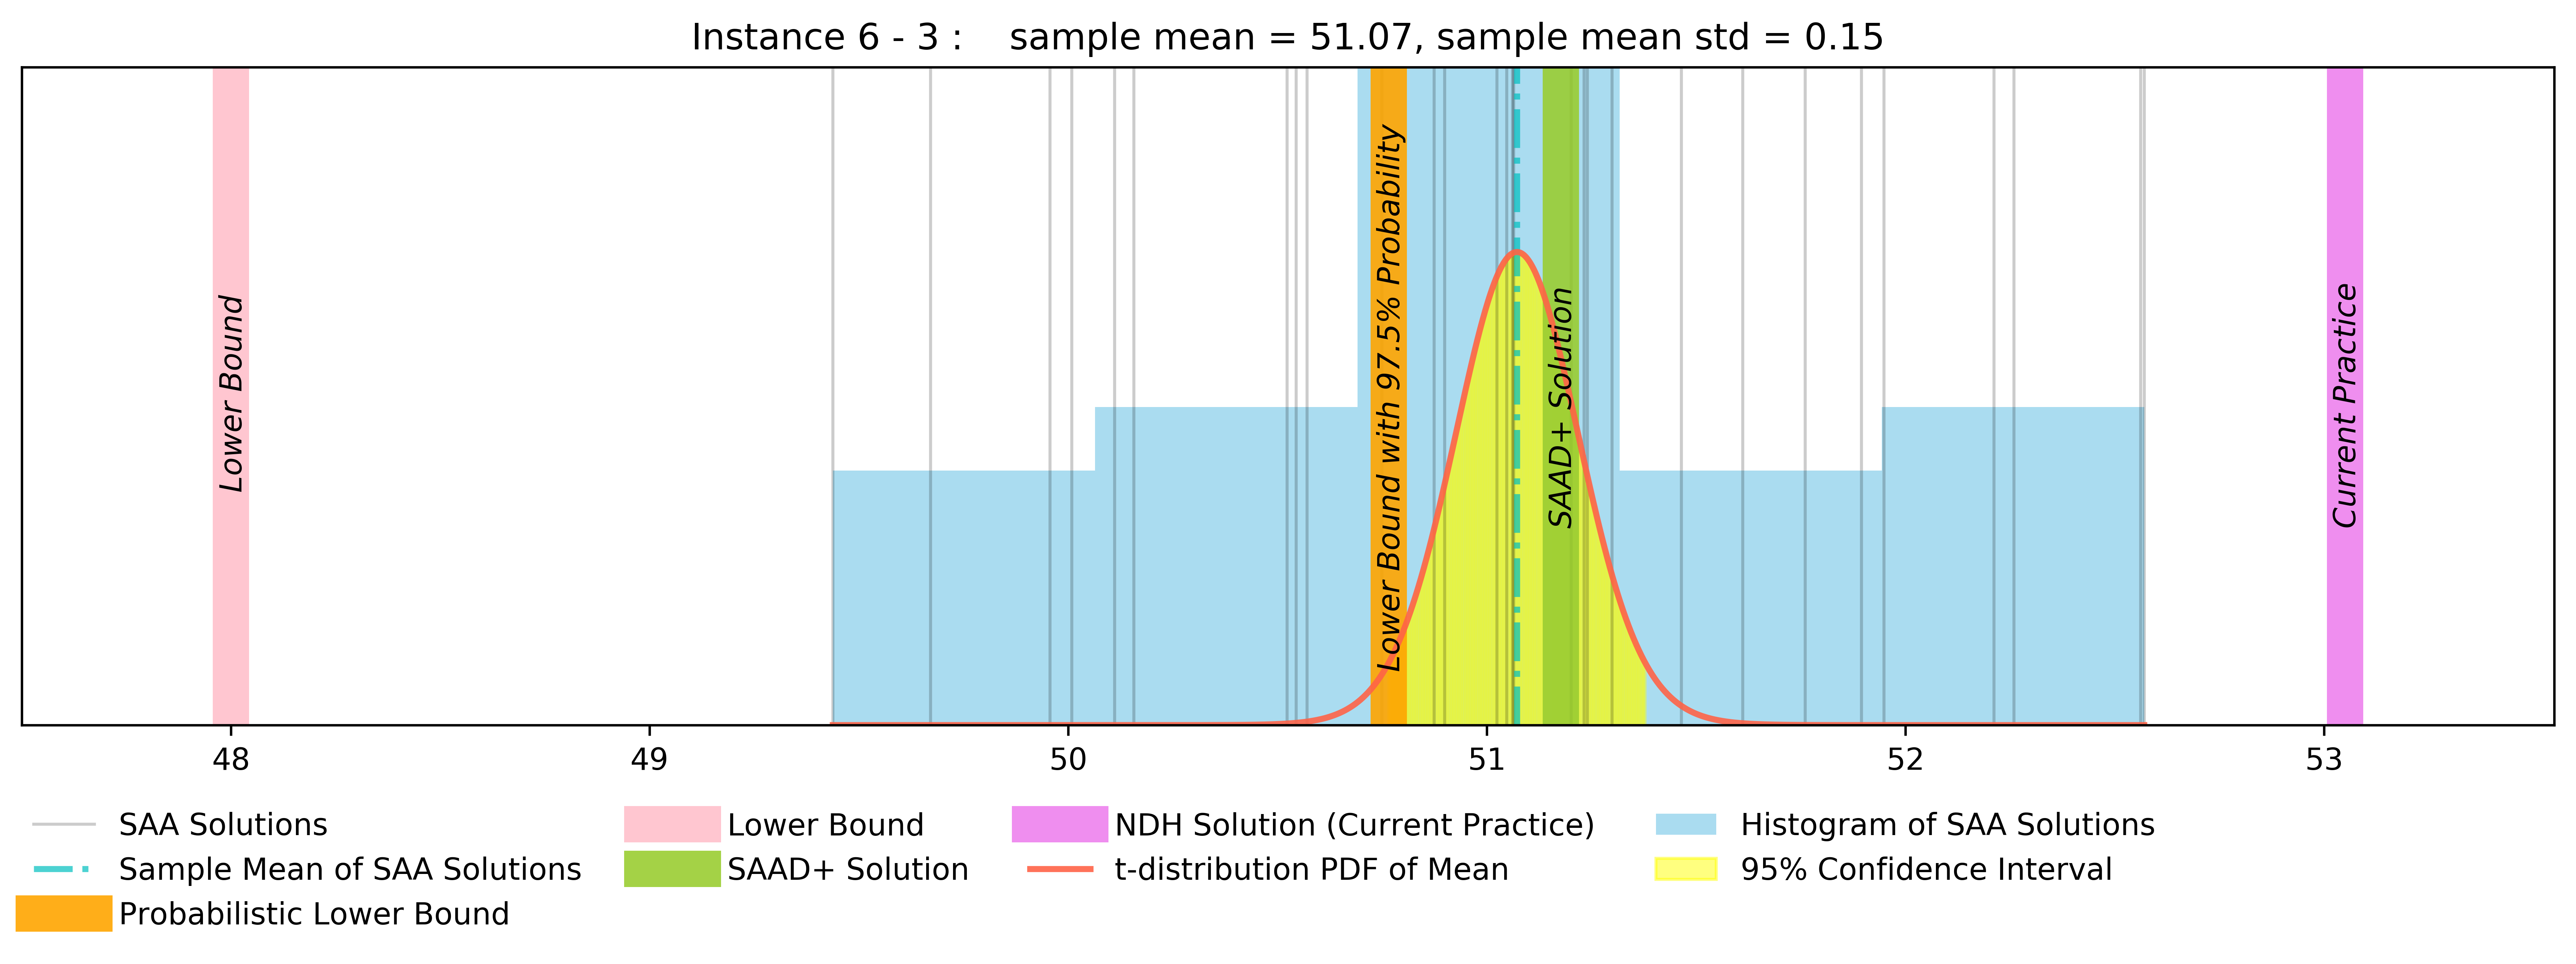 Instance 6 - 3 :    sample mean = 51.07, sample mean std = 0.15
Lower Bound
Lower Bound with 97.5% Probability
SAAD+ Solution
Current Practice
48 49 50 51 52 53
SAA Solutions
Sample Mean of SAA Solutions
Probabilistic Lower Bound
Lower Bound
SAAD+ Solution
NDH Solution (Current Practice)
t-distribution PDF of Mean
Histogram of SAA Solutions
95% Confidence Interval